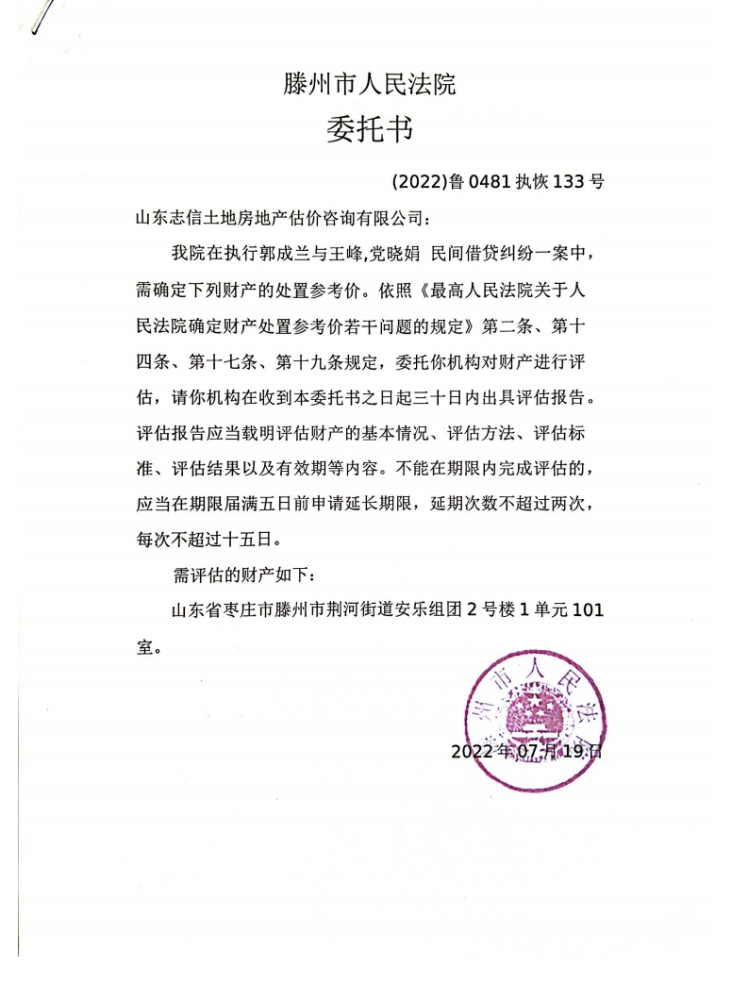 滕州市人民法院
委托书
(2022)鲁 0481 执恢 133 号
山东志信土地房地产估价咨询有限公司：
我院在执行郭成兰与王峰,党晓娟 民间借贷纠纷一案中，
需确定下列财产的处置参考价。依照《最高人民法院关于人
民法院确定财产处置参考价若干问题的规定》第二条、第十
四条、第十七条、第十九条规定，委托你机构对财产进行评
估，请你机构在收到本委托书之日起三十日内出具评估报告。
评估报告应当载明评估财产的基本情况、评估方法、评估标
准、评估结果以及有效期等内容。不能在期限内完成评估的，
应当在期限届满五日前申请延长期限，延期次数不超过两次，
每次不超过十五日。
需评估的财产如下：
山东省枣庄市滕州市荆河街道安乐组团 2 号楼 1 单元 101
室。
州市人民法院
2022 年 07 月 19 日